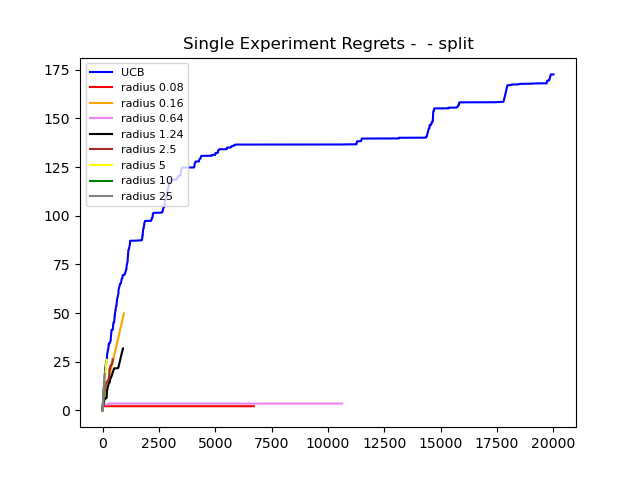 Single Experiment Regrets -  - split
175
150
125
100
75
50
25
0
UCB
radius 0.08
radius 0.16
radius 0.64
radius 1.24
radius 2.5
radius 5
radius 10
radius 25
0 2500 5000 7500 10000 12500 15000 17500 20000